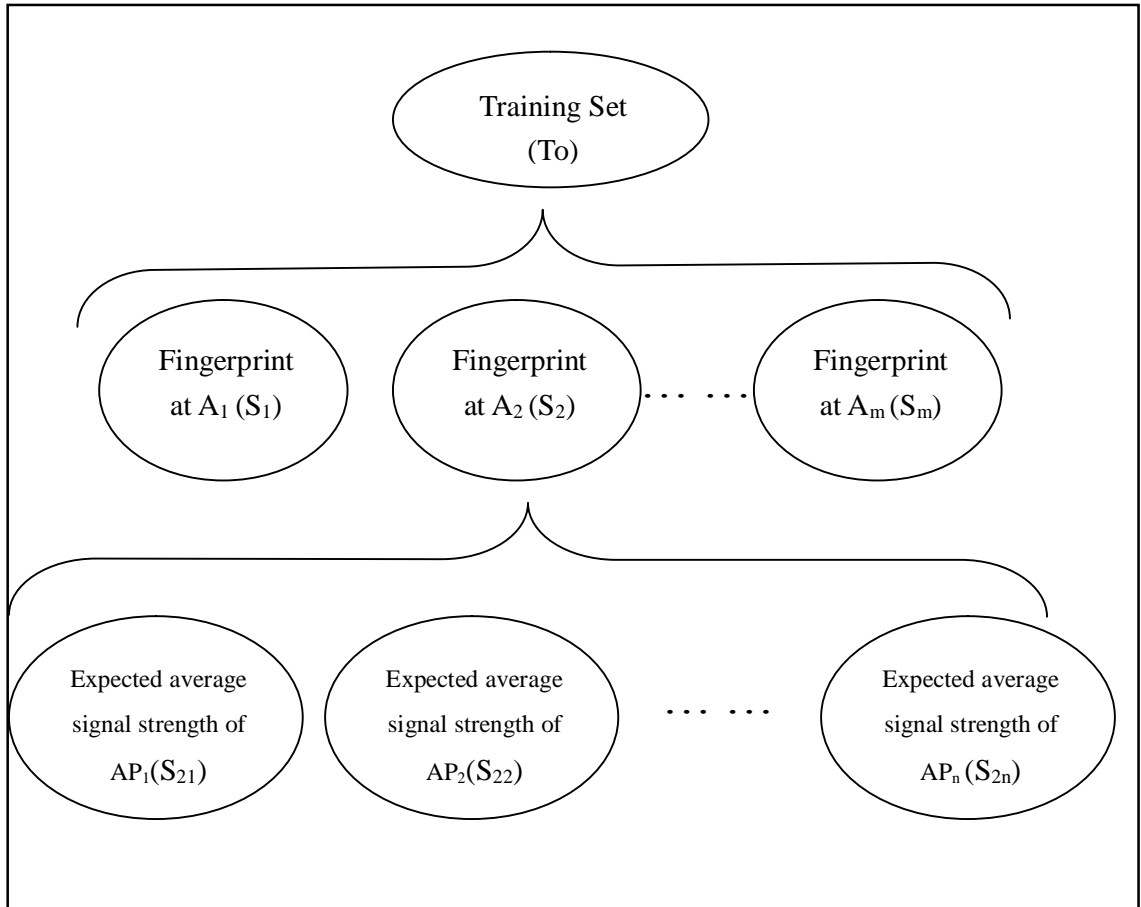 Training Set
(To)
Fingerprint
at A₁ (S₁)
Fingerprint
at A₂ (S₂)
... ...
Fingerprint
at Aₘ (Sₘ)
Expected average
signal strength of
AP₁(S₂₁)
Expected average
signal strength of
AP₂(S₂₂)
... ...
Expected average
signal strength of
APₙ (S₂ₙ)